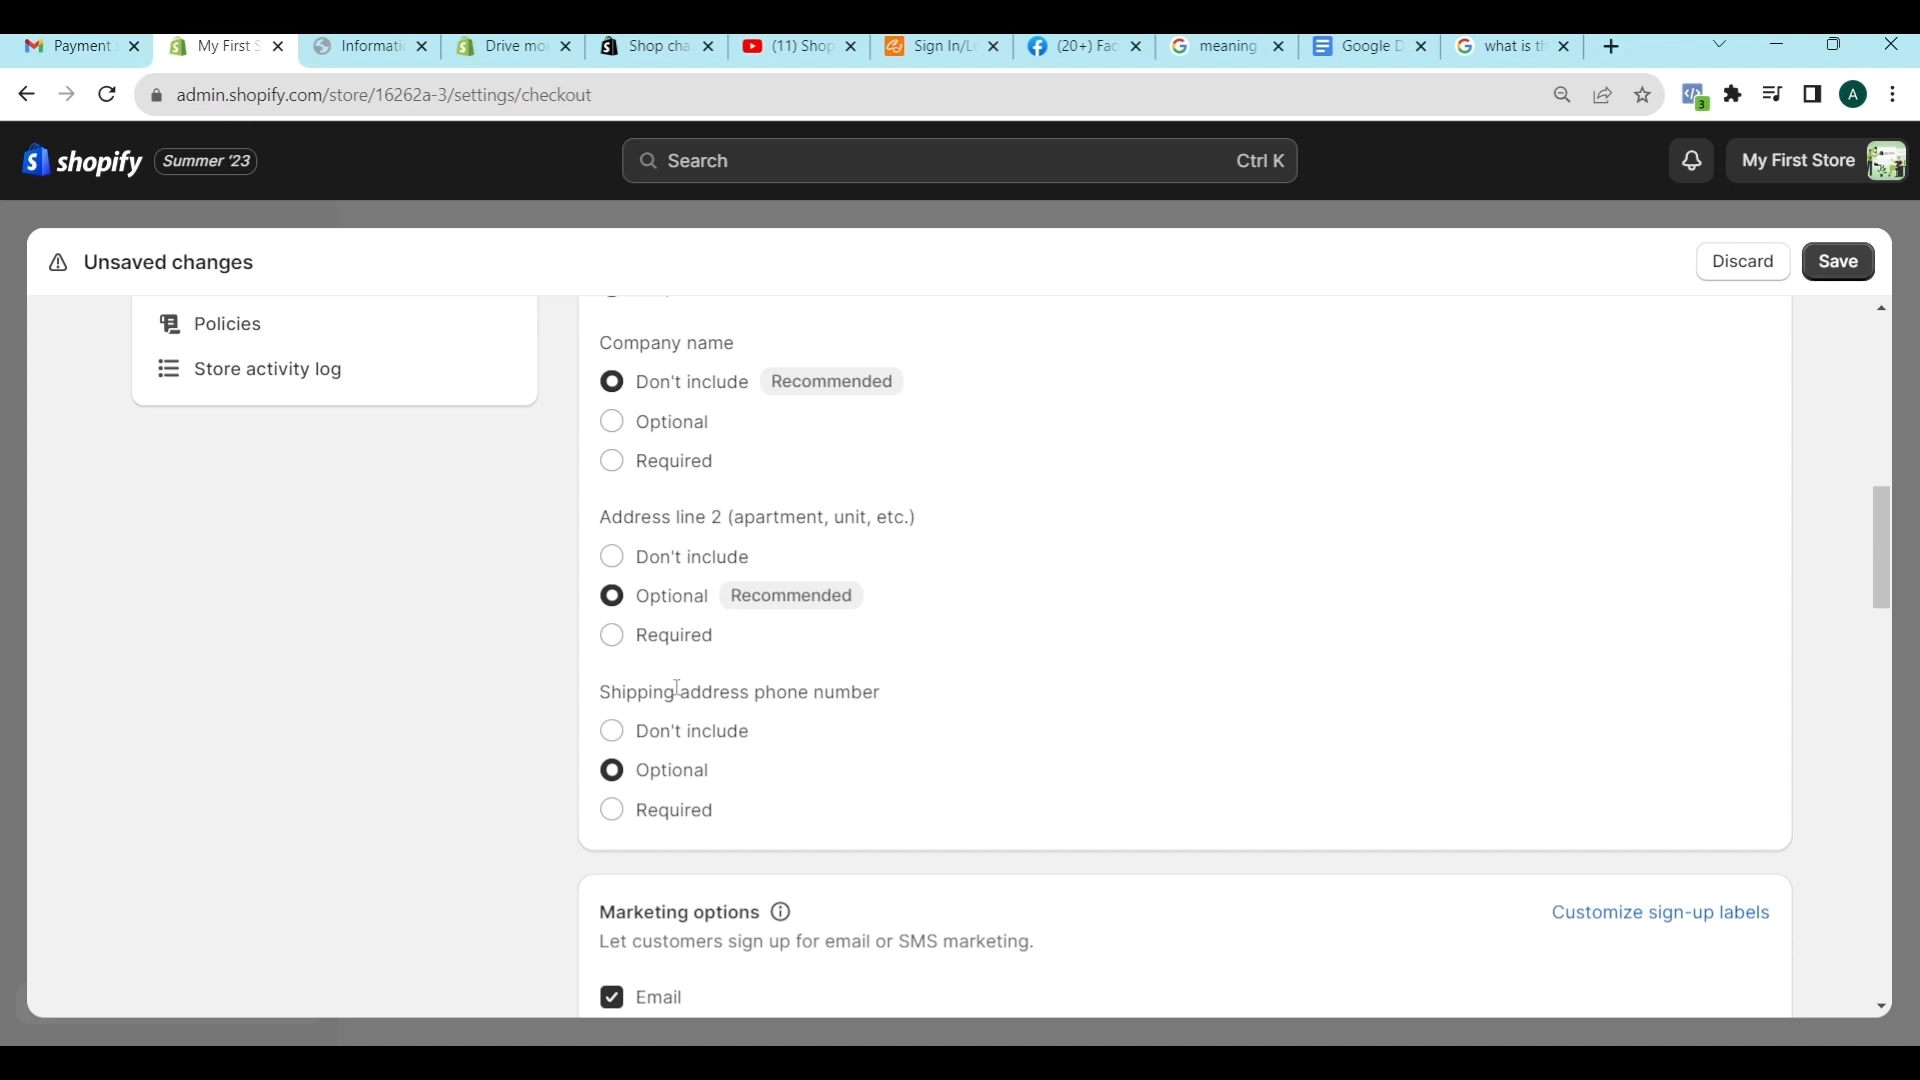 Payment
My First S
Informati
Drive mo
Shop cha
(11) Shop
Sign In/L
(20+) Fac
meaning
Google D
what is th
admin.shopify.com/store/16262a-3/settings/checkout
3
A
shopify
Summer '23
Search
Ctrl K
My First Store
Unsaved changes
Discard
Save
Policies
Store activity log
Company name
Don't include
Recommended
Optional
Required
Address line 2 (apartment, unit, etc.)
Don't include
Optional
Recommended
Required
Shipping address phone number
Don't include
Optional
Required
Marketing options
Customize sign-up labels
Let customers sign up for email or SMS marketing.
Email